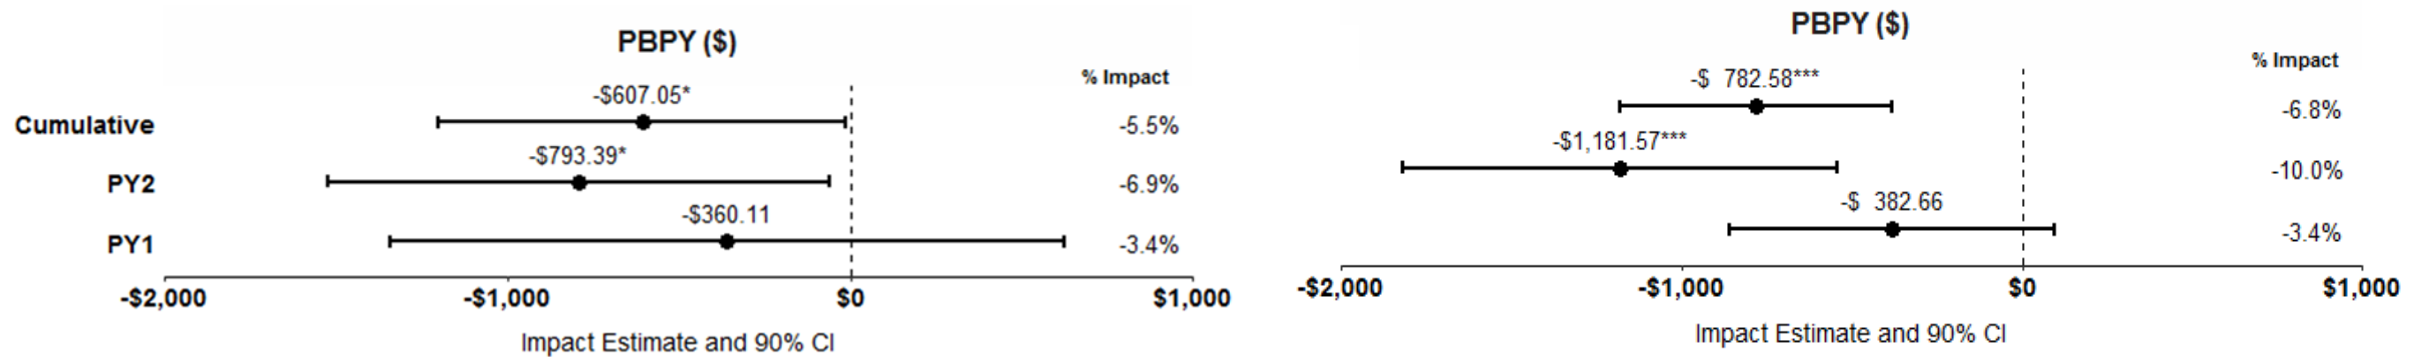 PBPY ($)
% Impact
Cumulative
-$607.05*
-5.5%
PY2
-$793.39*
-6.9%
PY1
-$360.11
-3.4%
-$2,000
-$1,000
$0
$1,000
Impact Estimate and 90% CI
PBPY ($)
% Impact
-$ 782.58***
-6.8%
-$1,181.57***
-10.0%
-$ 382.66
-3.4%
-$2,000
-$1,000
$0
$1,000
Impact Estimate and 90% CI